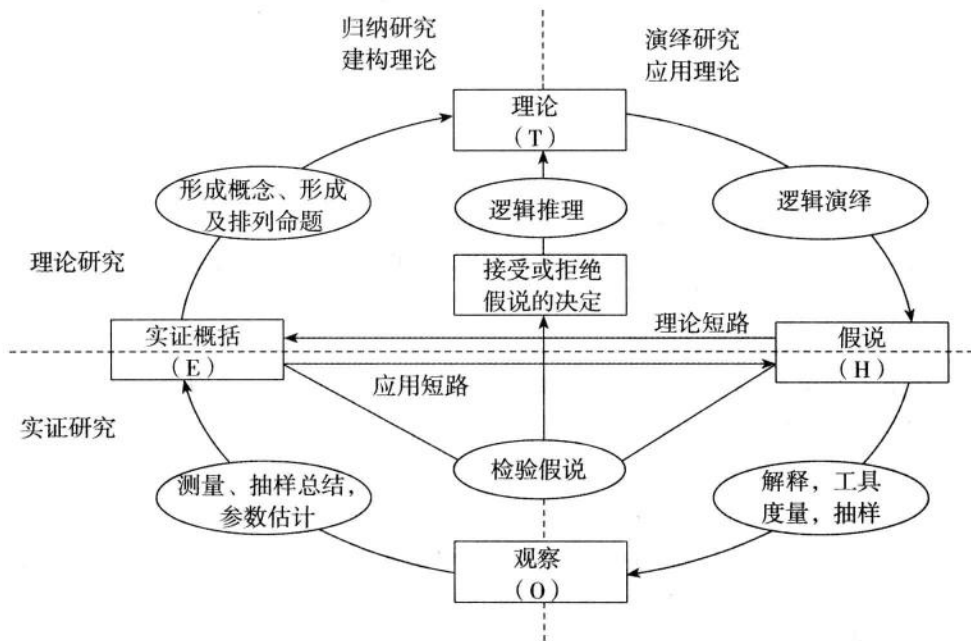 归纳研究
建构理论
演绎研究
应用理论
理论
(T)
形成概念、形成
及排列命题
逻辑推理
逻辑演绎
理论研究
接受或拒绝
假说的决定
实证概括
(E)
理论短路
假说
(H)
应用短路
实证研究
测量、抽样总结,
参数估计
检验假说
解释,工具
度量,抽样
观察
(O)